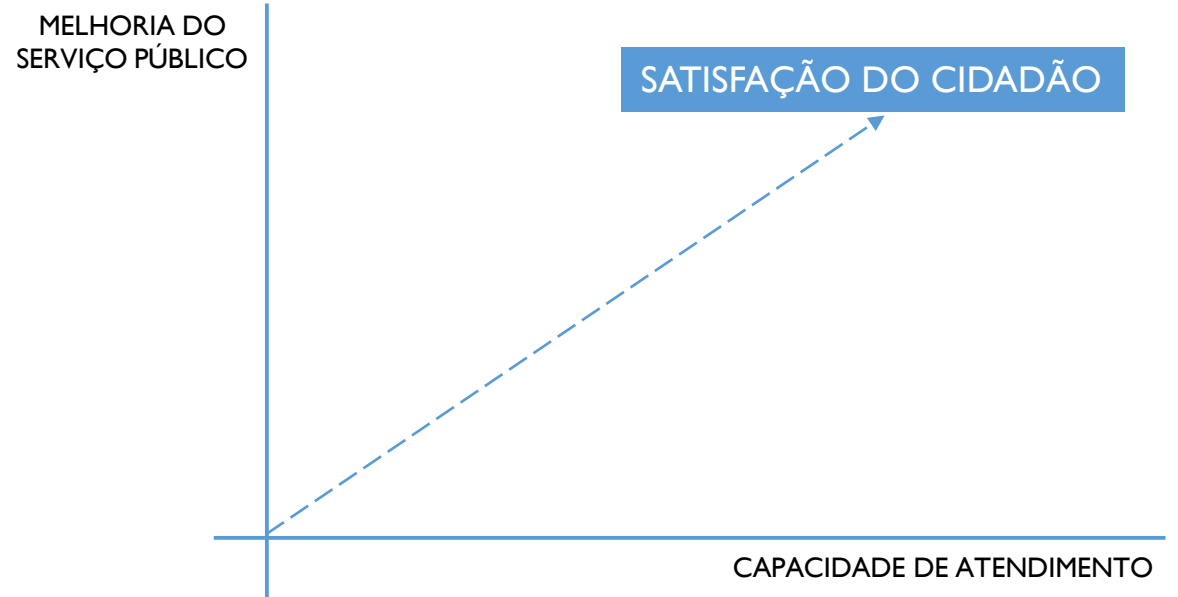 MELHORIA DO
SERVIÇO PÚBLICO
SATISFAÇÃO DO CIDADÃO
CAPACIDADE DE ATENDIMENTO